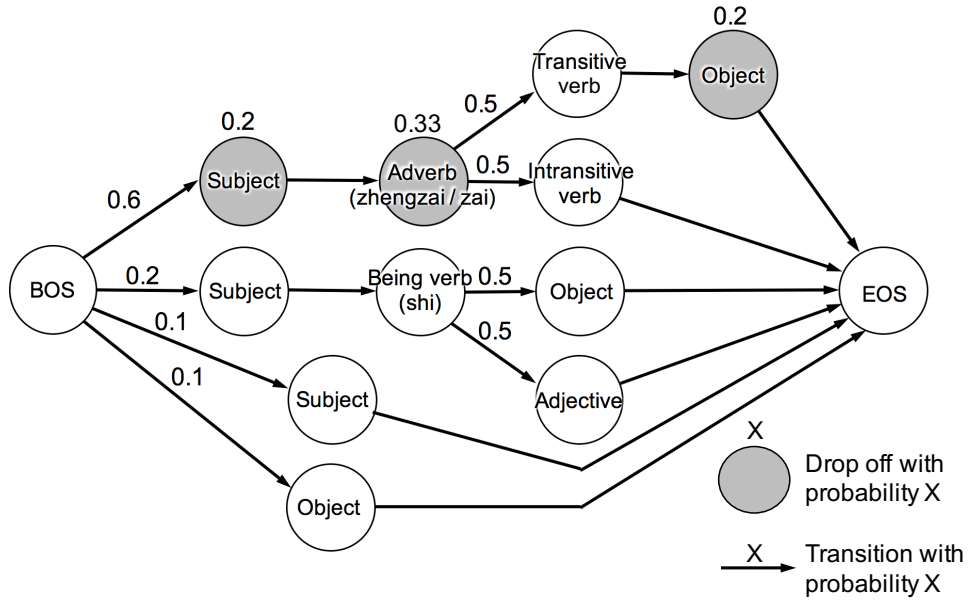 0.2
Transitive
verb
Object
0.5
0.2
0.33
Subject
Adverb
(zhengzai / zai)
0.5
Intransitive
verb
0.6
BOS
0.2
Subject
Being verb
(shi)
0.5
Object
EOS
0.1
0.5
0.1
Subject
Adjective
Object
X
Drop off with
probability X
X
Transition with
probability X